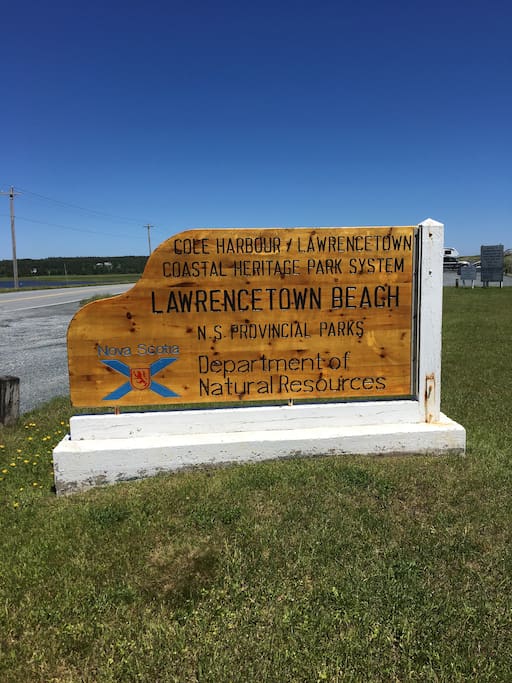 COLE HARBOUR / LAWRENCETOWN
COASTAL HERITAGE PARK SYSTEM
LAWRENCETOWN BEACH
N.S. PROVINCIAL PARKS
Nova Scotia
Department of
Natural Resources